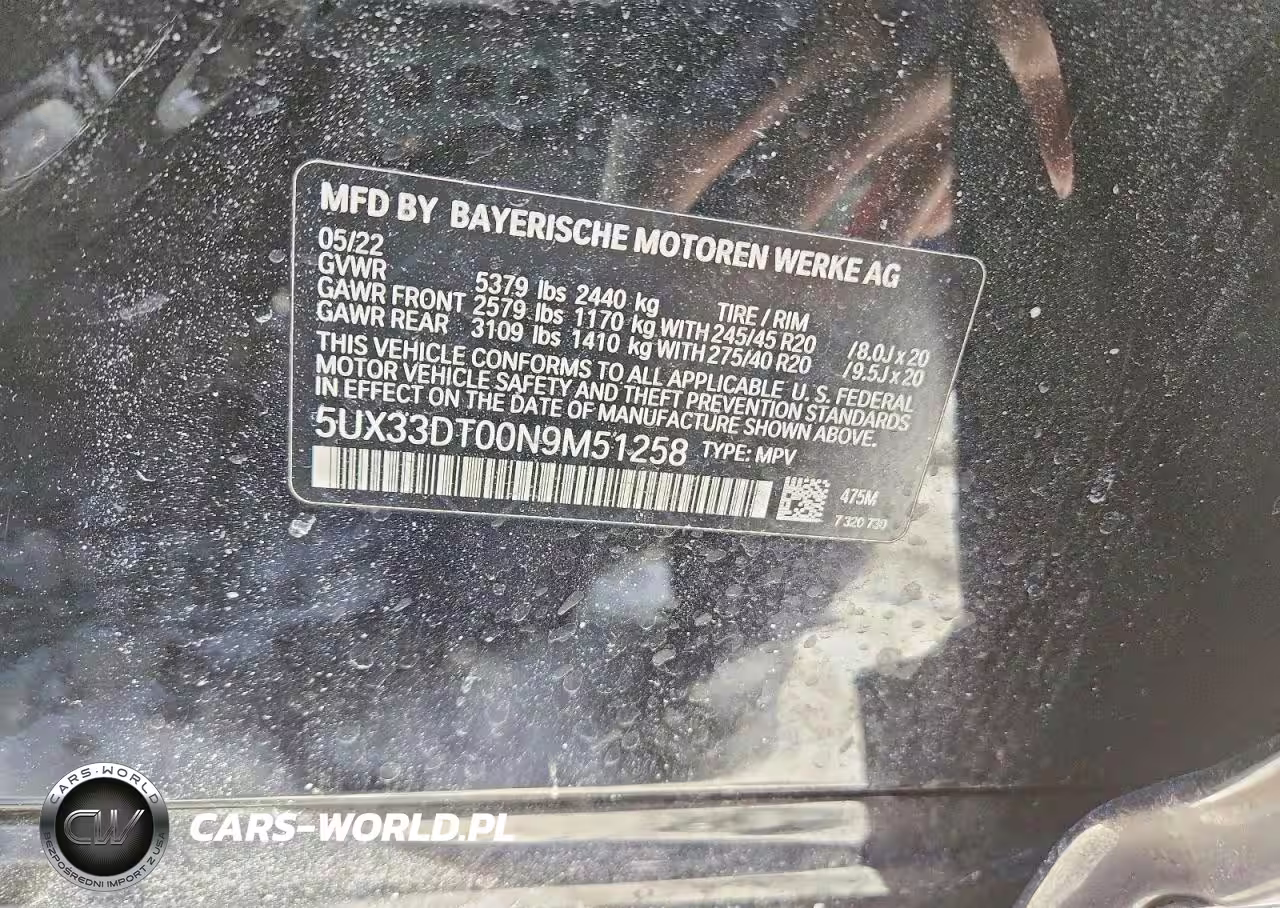 MFD BY BAYERISCHE MOTOREN WERKE AG
05/22
GVWR 5379 lbs 2440 kg TIRE / RIM
GAWR FRONT 2579 lbs 1170 kg WITH 245/45 R20 /8.0J x 20
GAWR REAR 3109 lbs 1410 kg WITH 275/40 R20 /9.5J x 20
THIS VEHICLE CONFORMS TO ALL APPLICABLE U. S. FEDERAL
MOTOR VEHICLE SAFETY AND THEFT PREVENTION STANDARDS
IN EFFECT ON THE DATE OF MANUFACTURE SHOWN ABOVE.
5UX33DT00N9M51258 TYPE: MPV
475M
7 320 730
CARS-WORLD
CW
BEZPOŚREDNI IMPORT Z USA
CARS-WORLD.PL